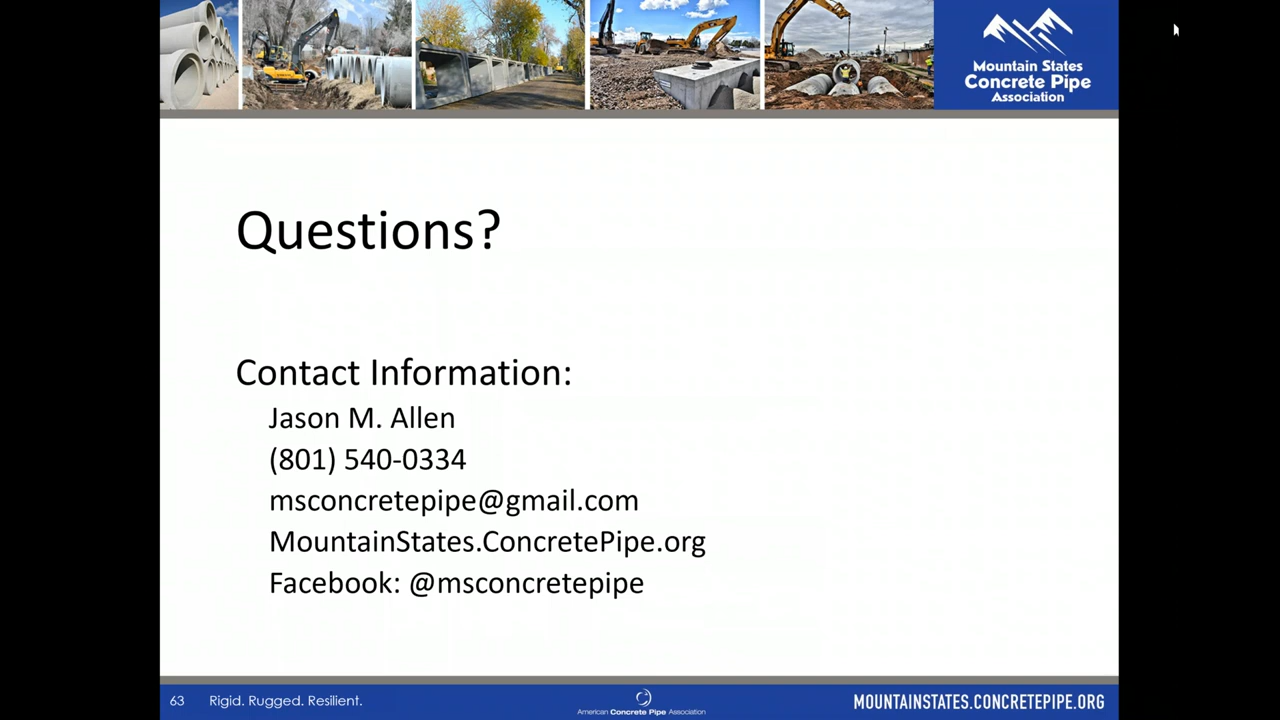 Mountain States
Concrete Pipe
Association
Questions?
Contact Information:
Jason M. Allen
(801) 540-0334
msconcretepipe@gmail.com
MountainStates.ConcretePipe.org
Facebook: @msconcretepipe
63 Rigid. Rugged. Resilient.
American Concrete Pipe Association
MOUNTAINSTATES.CONCRETEPIPE.ORG